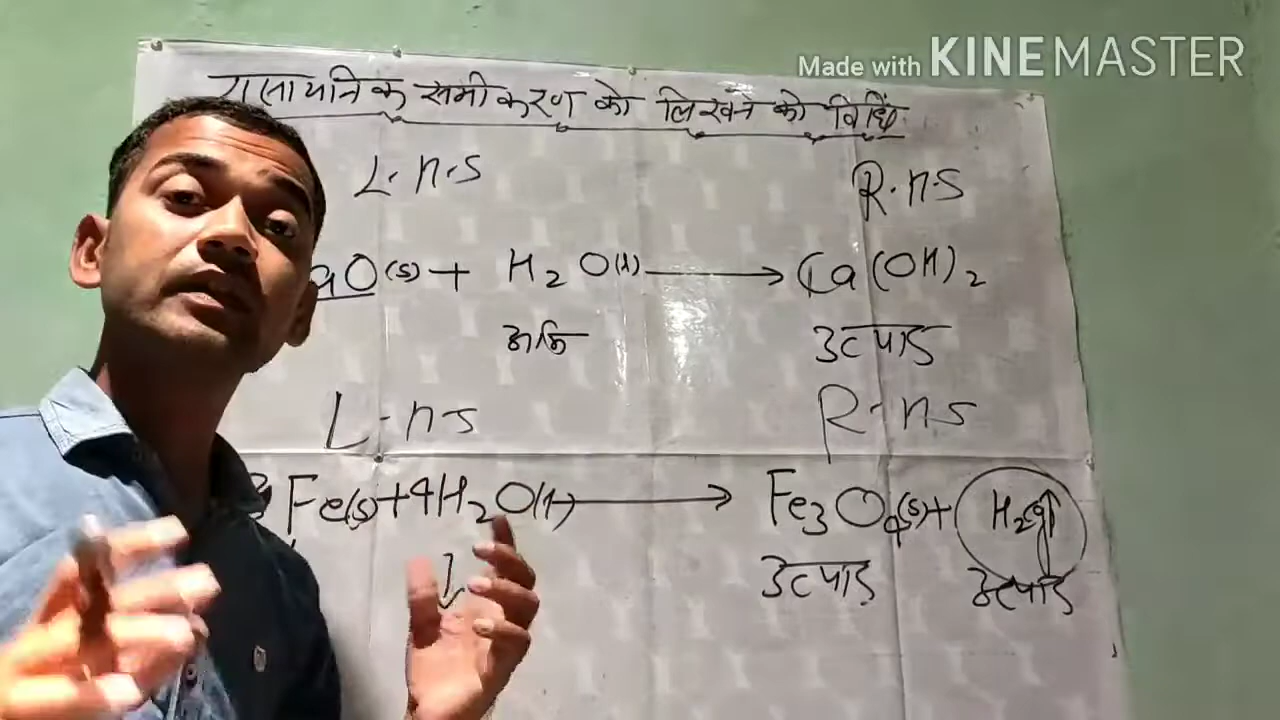 Made with KINEMASTER
रासायनिक समीकरण को लिखने को विधि
L.n.s R.n.s
aO(s) + H2O(l) → Ca(OH)2
अभि उत्पाद
L.n.s R.n.s
3Fe(s)+4H2O(l) → Fe3O4(s)+ H2(g)↑
उत्पाद उत्पाद